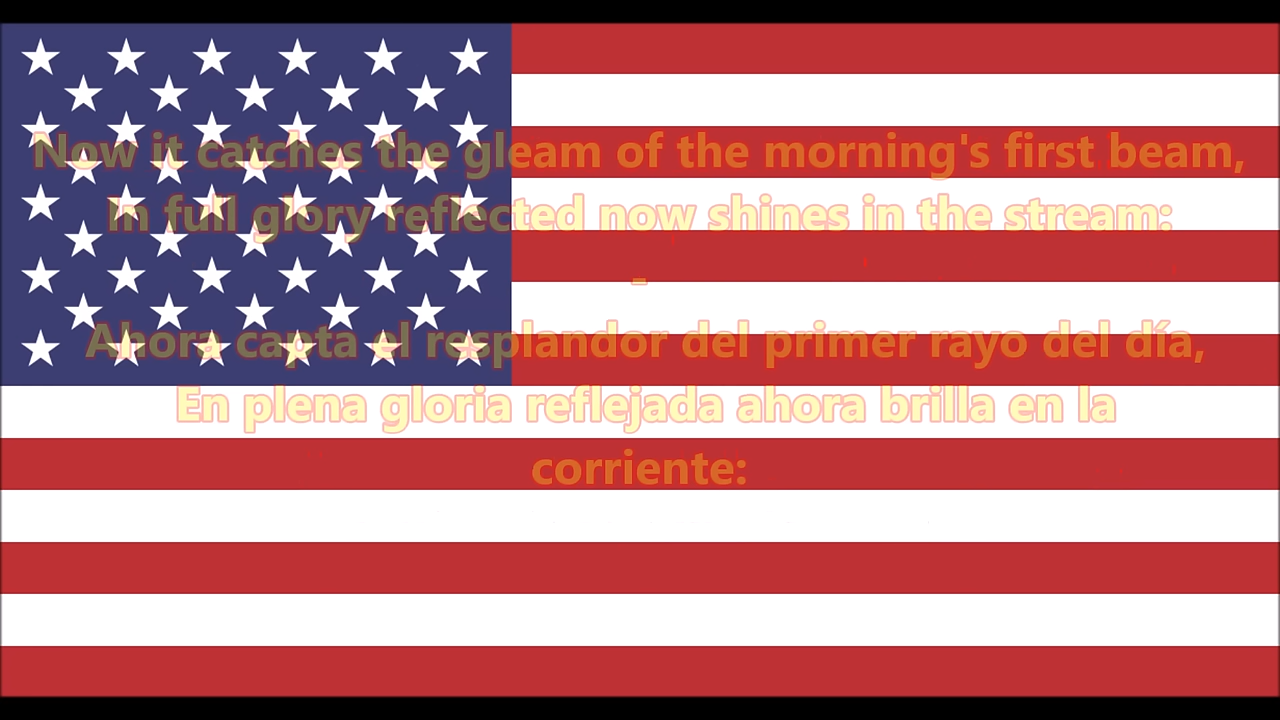 Now it catches the gleam of the morning's first beam,
In full glory reflected now shines in the stream:
-
Ahora capta el resplandor del primer rayo del día,
En plena gloria reflejada ahora brilla en la
corriente: